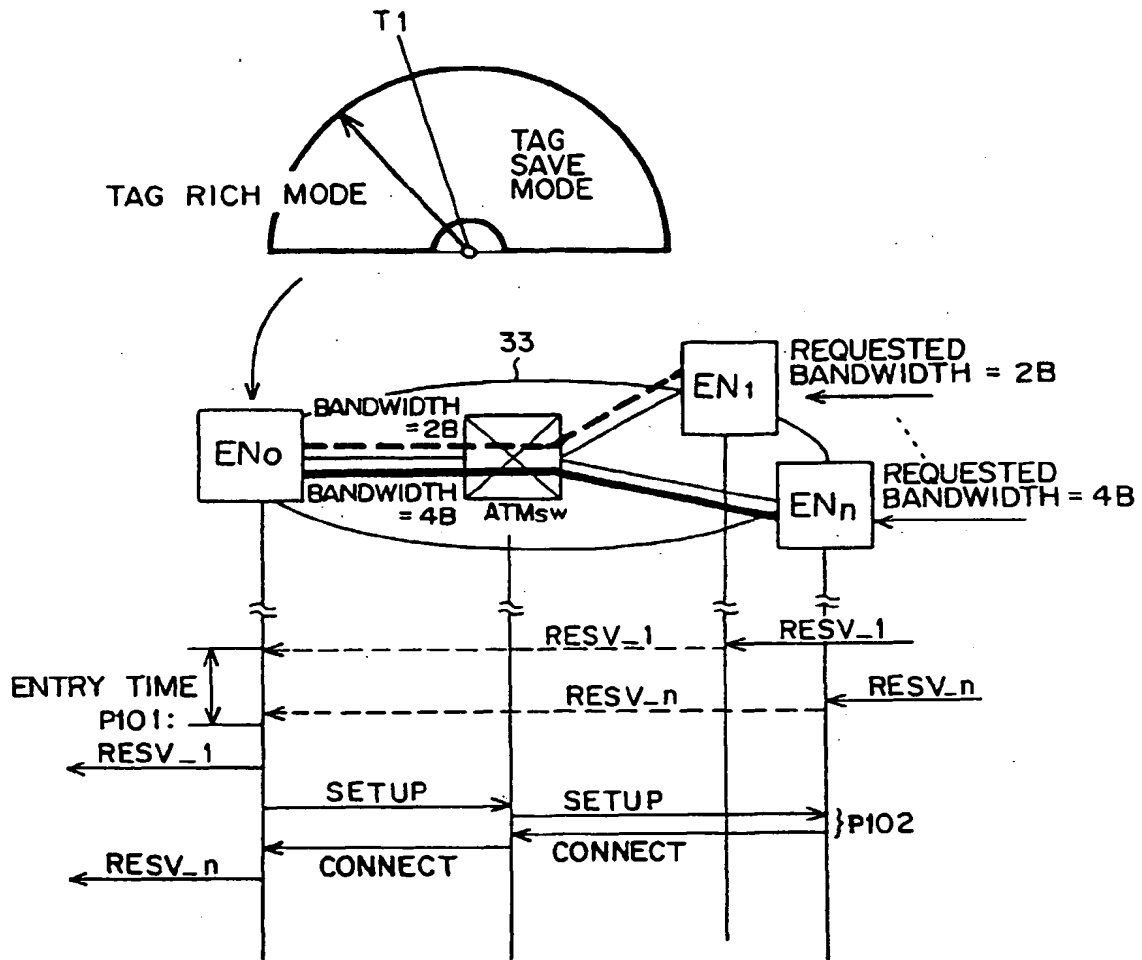 T1
TAG
SAVE
MODE
TAG RICH MODE
33
EN0
BANDWIDTH
=2B
BANDWIDTH
=4B
ATMsw
EN1
REQUESTED
BANDWIDTH = 2B
ENn
REQUESTED
BANDWIDTH = 4B
RESV_1
RESV_1
ENTRY TIME
P101:
RESV_n
RESV_n
RESV_1
SETUP
SETUP
}P102
CONNECT
CONNECT
RESV_n